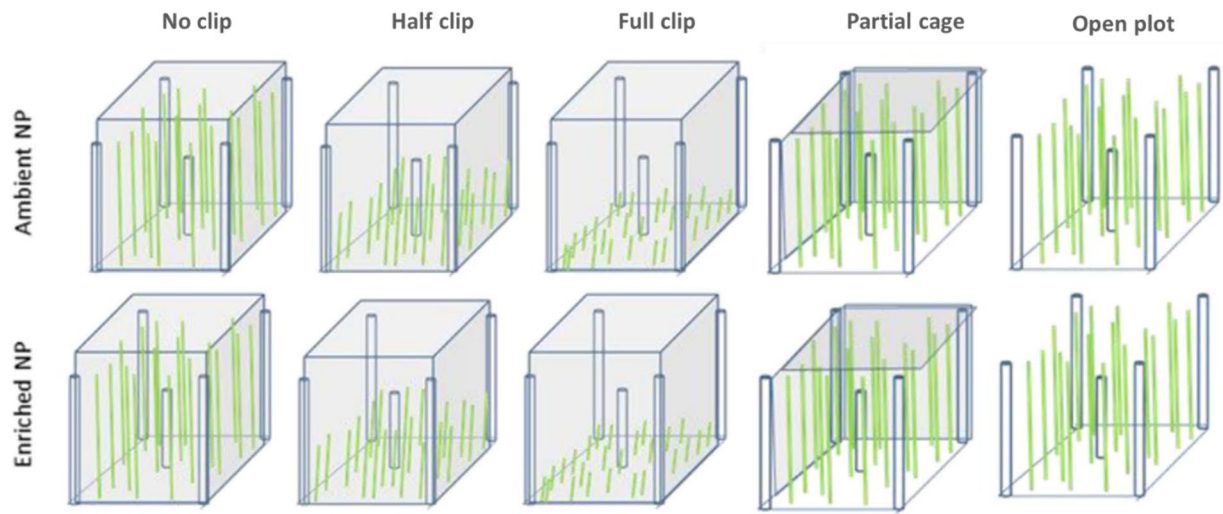 No clip
Half clip
Full clip
Partial cage
Open plot
Ambient NP
Enriched NP